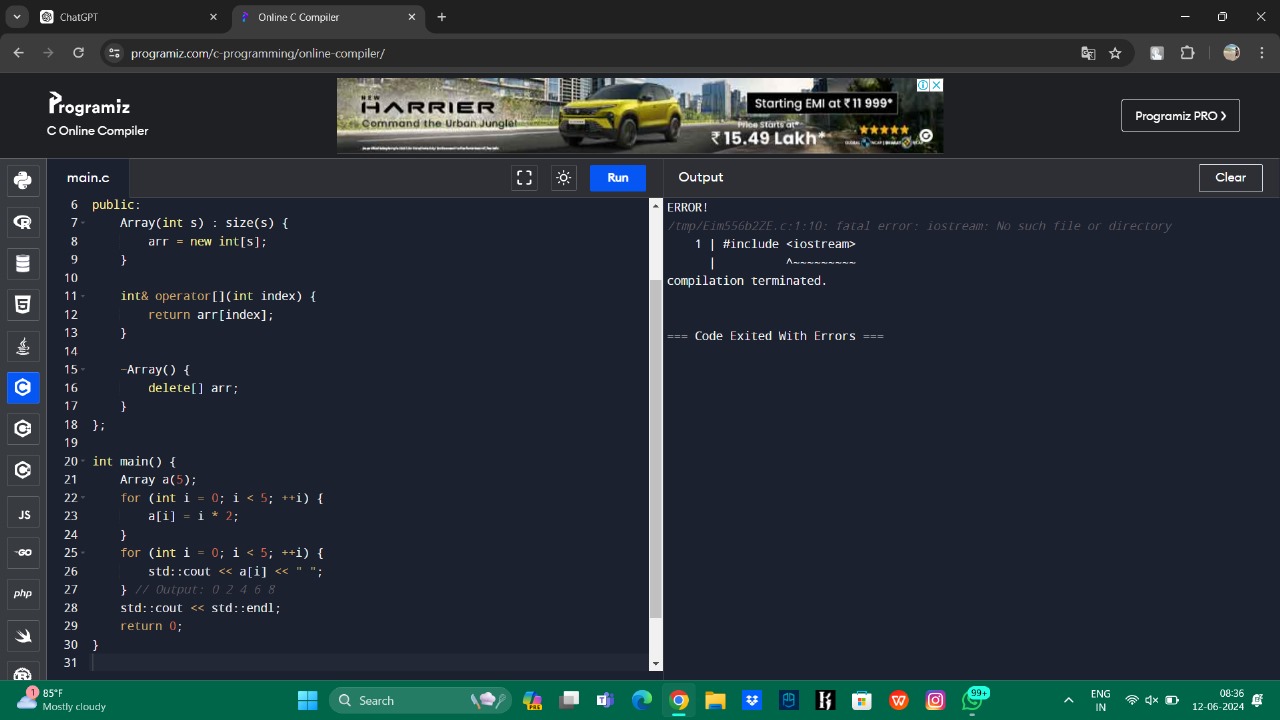 ChatGPT
Online C Compiler
programiz.com/c-programming/online-compiler/
Programiz
C Online Compiler
NEW
HARRIER
Command the Urban Jungle!
Starting EMI at ₹ 11 999*
Price Starts at*
₹ 15.49 Lakh*
Programiz PRO >
main.c
Run
Output
Clear
6 public:
7 Array(int s) : size(s) {
8 arr = new int[s];
9 }
10
11 int& operator[](int index) {
12 return arr[index];
13 }
14
15 ~Array() {
16 delete[] arr;
17 }
18 };
19
20 int main() {
21 Array a(5);
22 for (int i = 0; i < 5; ++i) {
23 a[i] = i * 2;
24 }
25 for (int i = 0; i < 5; ++i) {
26 std::cout << a[i] << " ";
27 } // Output: 0 2 4 6 8
28 std::cout << std::endl;
29 return 0;
30 }
31
ERROR!
/tmp/Eim556b2ZE.c:1:10: fatal error: iostream: No such file or directory
1 | #include <iostream>
| ^~~~~~~~~~
compilation terminated.
=== Code Exited With Errors ===
JS
GO
php
1
85°F
Mostly cloudy
Search
PRE
99+
ENG
IN
08:36
12-06-2024